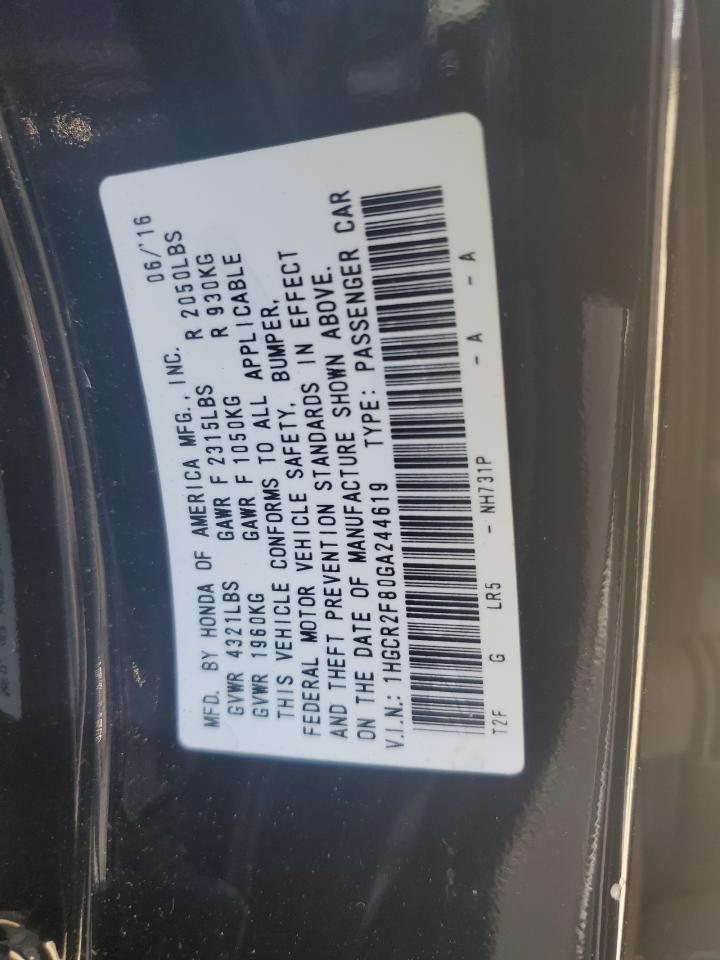 MFD. BY HONDA OF AMERICA MFG., INC. 06/'16
GVWR 4321LBS GAWR F 2315LBS R 2050LBS
GVWR 1960KG GAWR F 1050KG R 930KG
THIS VEHICLE CONFORMS TO ALL APPLICABLE
FEDERAL MOTOR VEHICLE SAFETY, BUMPER,
AND THEFT PREVENTION STANDARDS IN EFFECT
ON THE DATE OF MANUFACTURE SHOWN ABOVE.
V.I.N.: 1HGCR2F80GA244619 TYPE: PASSENGER CAR
T2F G LR5 - NH731P - A - A